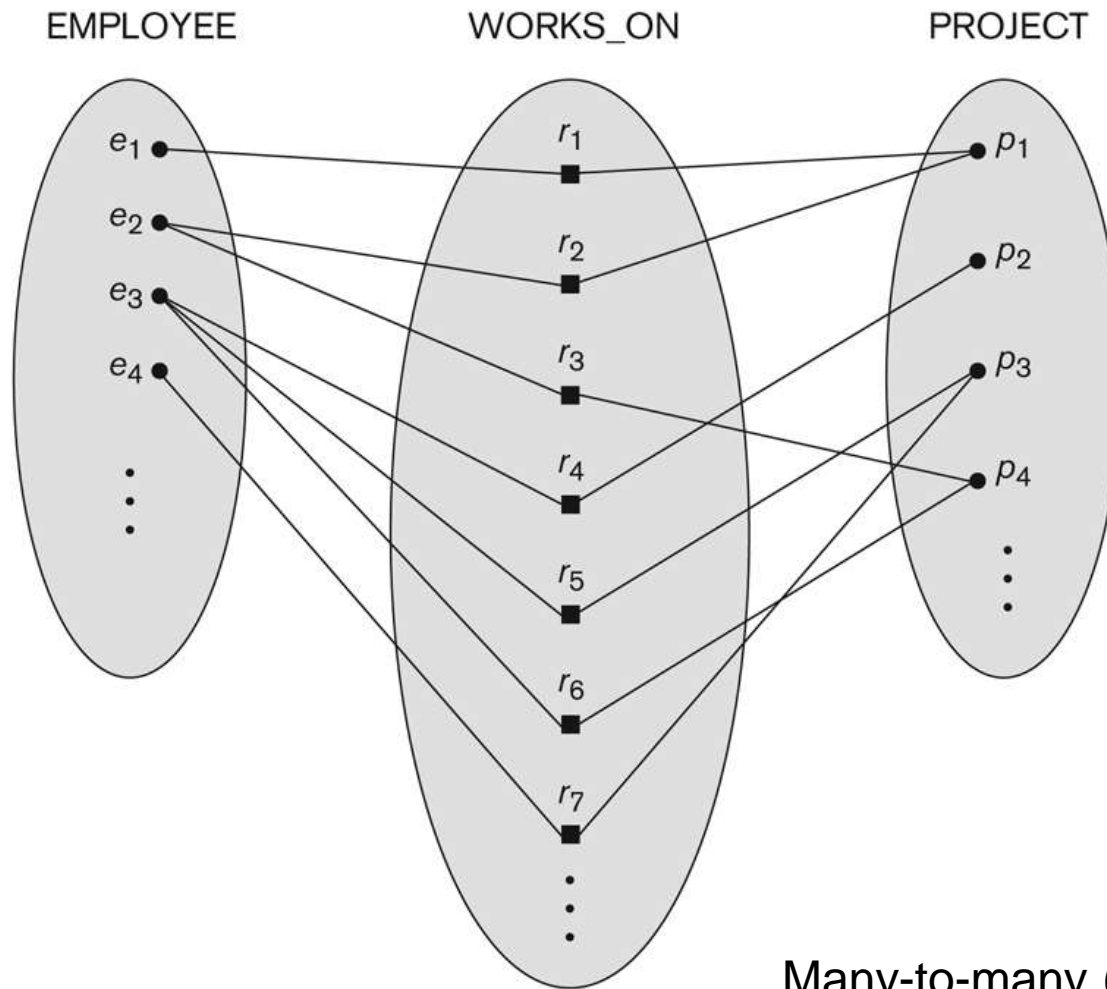 EMPLOYEE WORKS_ON PROJECT
e1 r1 p1
e2 r2 p2
e3 r3 p3
e4 r4 p4
r5
r6
r7
Many-to-many (